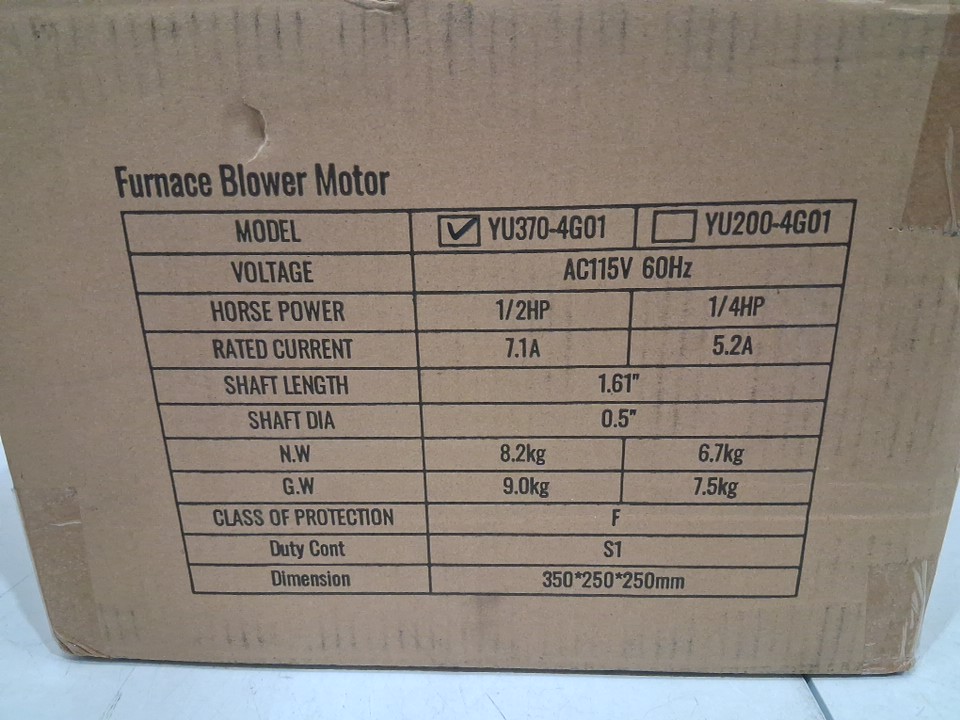 Furnace Blower Motor
MODEL ☑ YU370-4G01 ☐ YU200-4G01
VOLTAGE AC115V 60Hz
HORSE POWER 1/2HP 1/4HP
RATED CURRENT 7.1A 5.2A
SHAFT LENGTH 1.61"
SHAFT DIA 0.5"
N.W 8.2kg 6.7kg
G.W 9.0kg 7.5kg
CLASS OF PROTECTION F
Duty Cont S1
Dimension 350*250*250mm